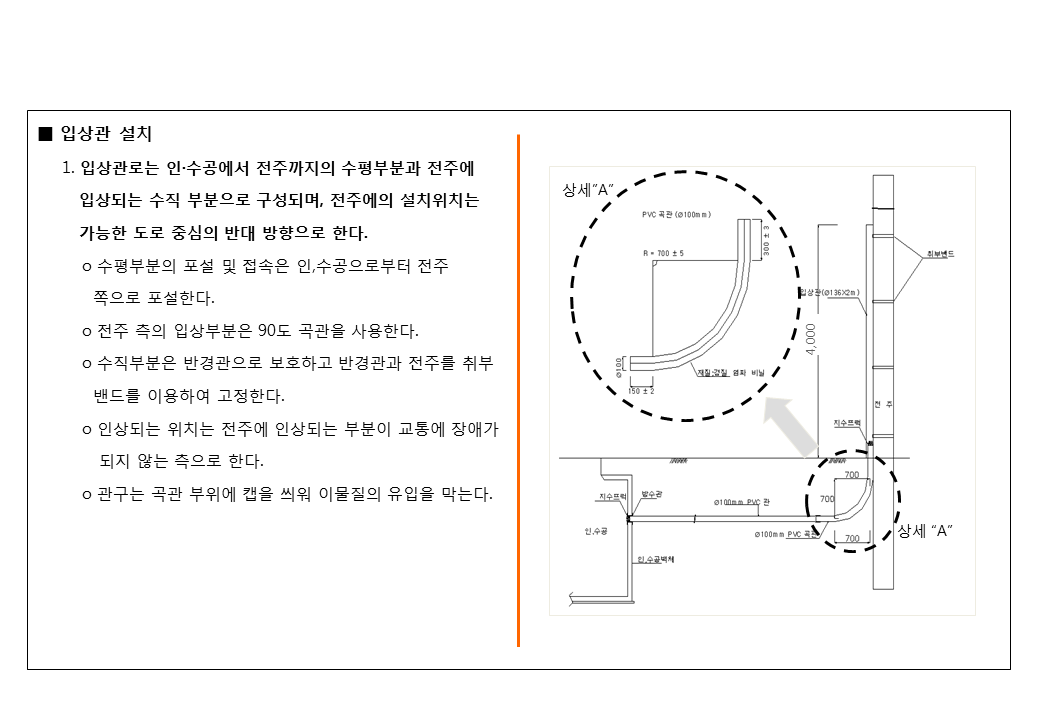 ■ 입상관 설치
1. 입상관로는 인·수공에서 전주까지의 수평부분과 전주에
입상되는 수직 부분으로 구성되며, 전주에의 설치위치는
가능한 도로 중심의 반대 방향으로 한다.
ㅇ 수평부분의 포설 및 접속은 인,수공으로부터 전주
쪽으로 포설한다.
ㅇ 전주 측의 입상부분은 90도 곡관을 사용한다.
ㅇ 수직부분은 반경관으로 보호하고 반경관과 전주를 취부
밴드를 이용하여 고정한다.
ㅇ 인상되는 위치는 전주에 인상되는 부분이 교통에 장애가
되지 않는 측으로 한다.
ㅇ 관구는 곡관 부위에 캡을 씌워 이물질의 유입을 막는다.
상세"A"
PVC 곡관 (Ø100mm)
R = 700 ± 5
300 ± 3
Ø100
150 ± 2
재질:경질 염화 비닐
취부밴드
입상관(Ø136X2m)
4,000
전 주
지수프럭
700
700
700
상세 "A"
지수프럭
방수관
Ø100mm PVC 관
Ø100mm PVC 곡관
인,수공
인,수공벽체